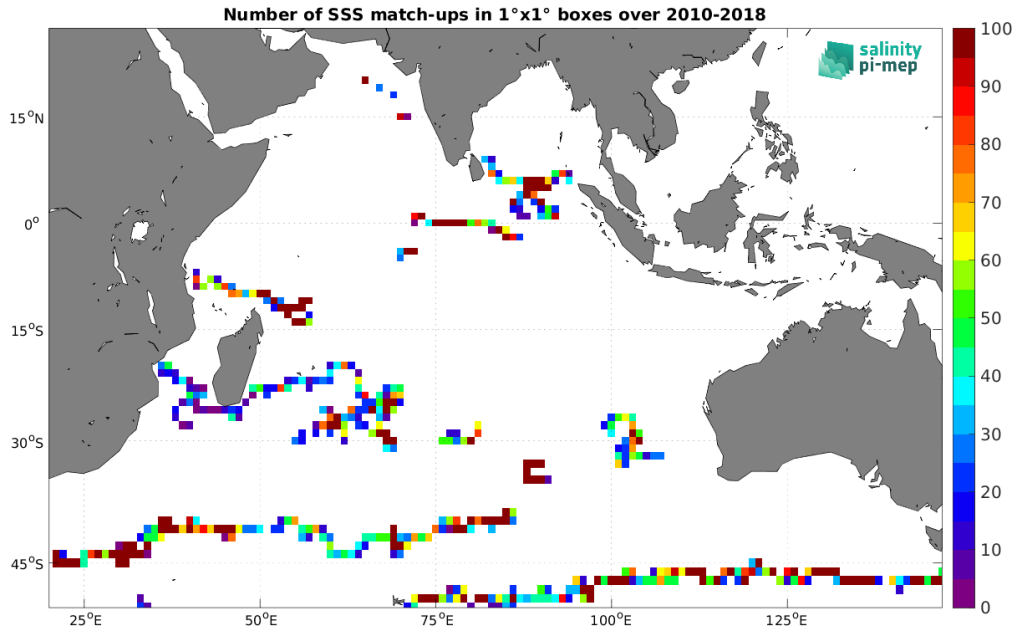 Number of SSS match-ups in 1°x1° boxes over 2010-2018
salinity
pi-mep
100
90
80
70
60
50
40
30
20
10
0
15°N
0°
15°S
30°S
45°S
25°E
50°E
75°E
100°E
125°E